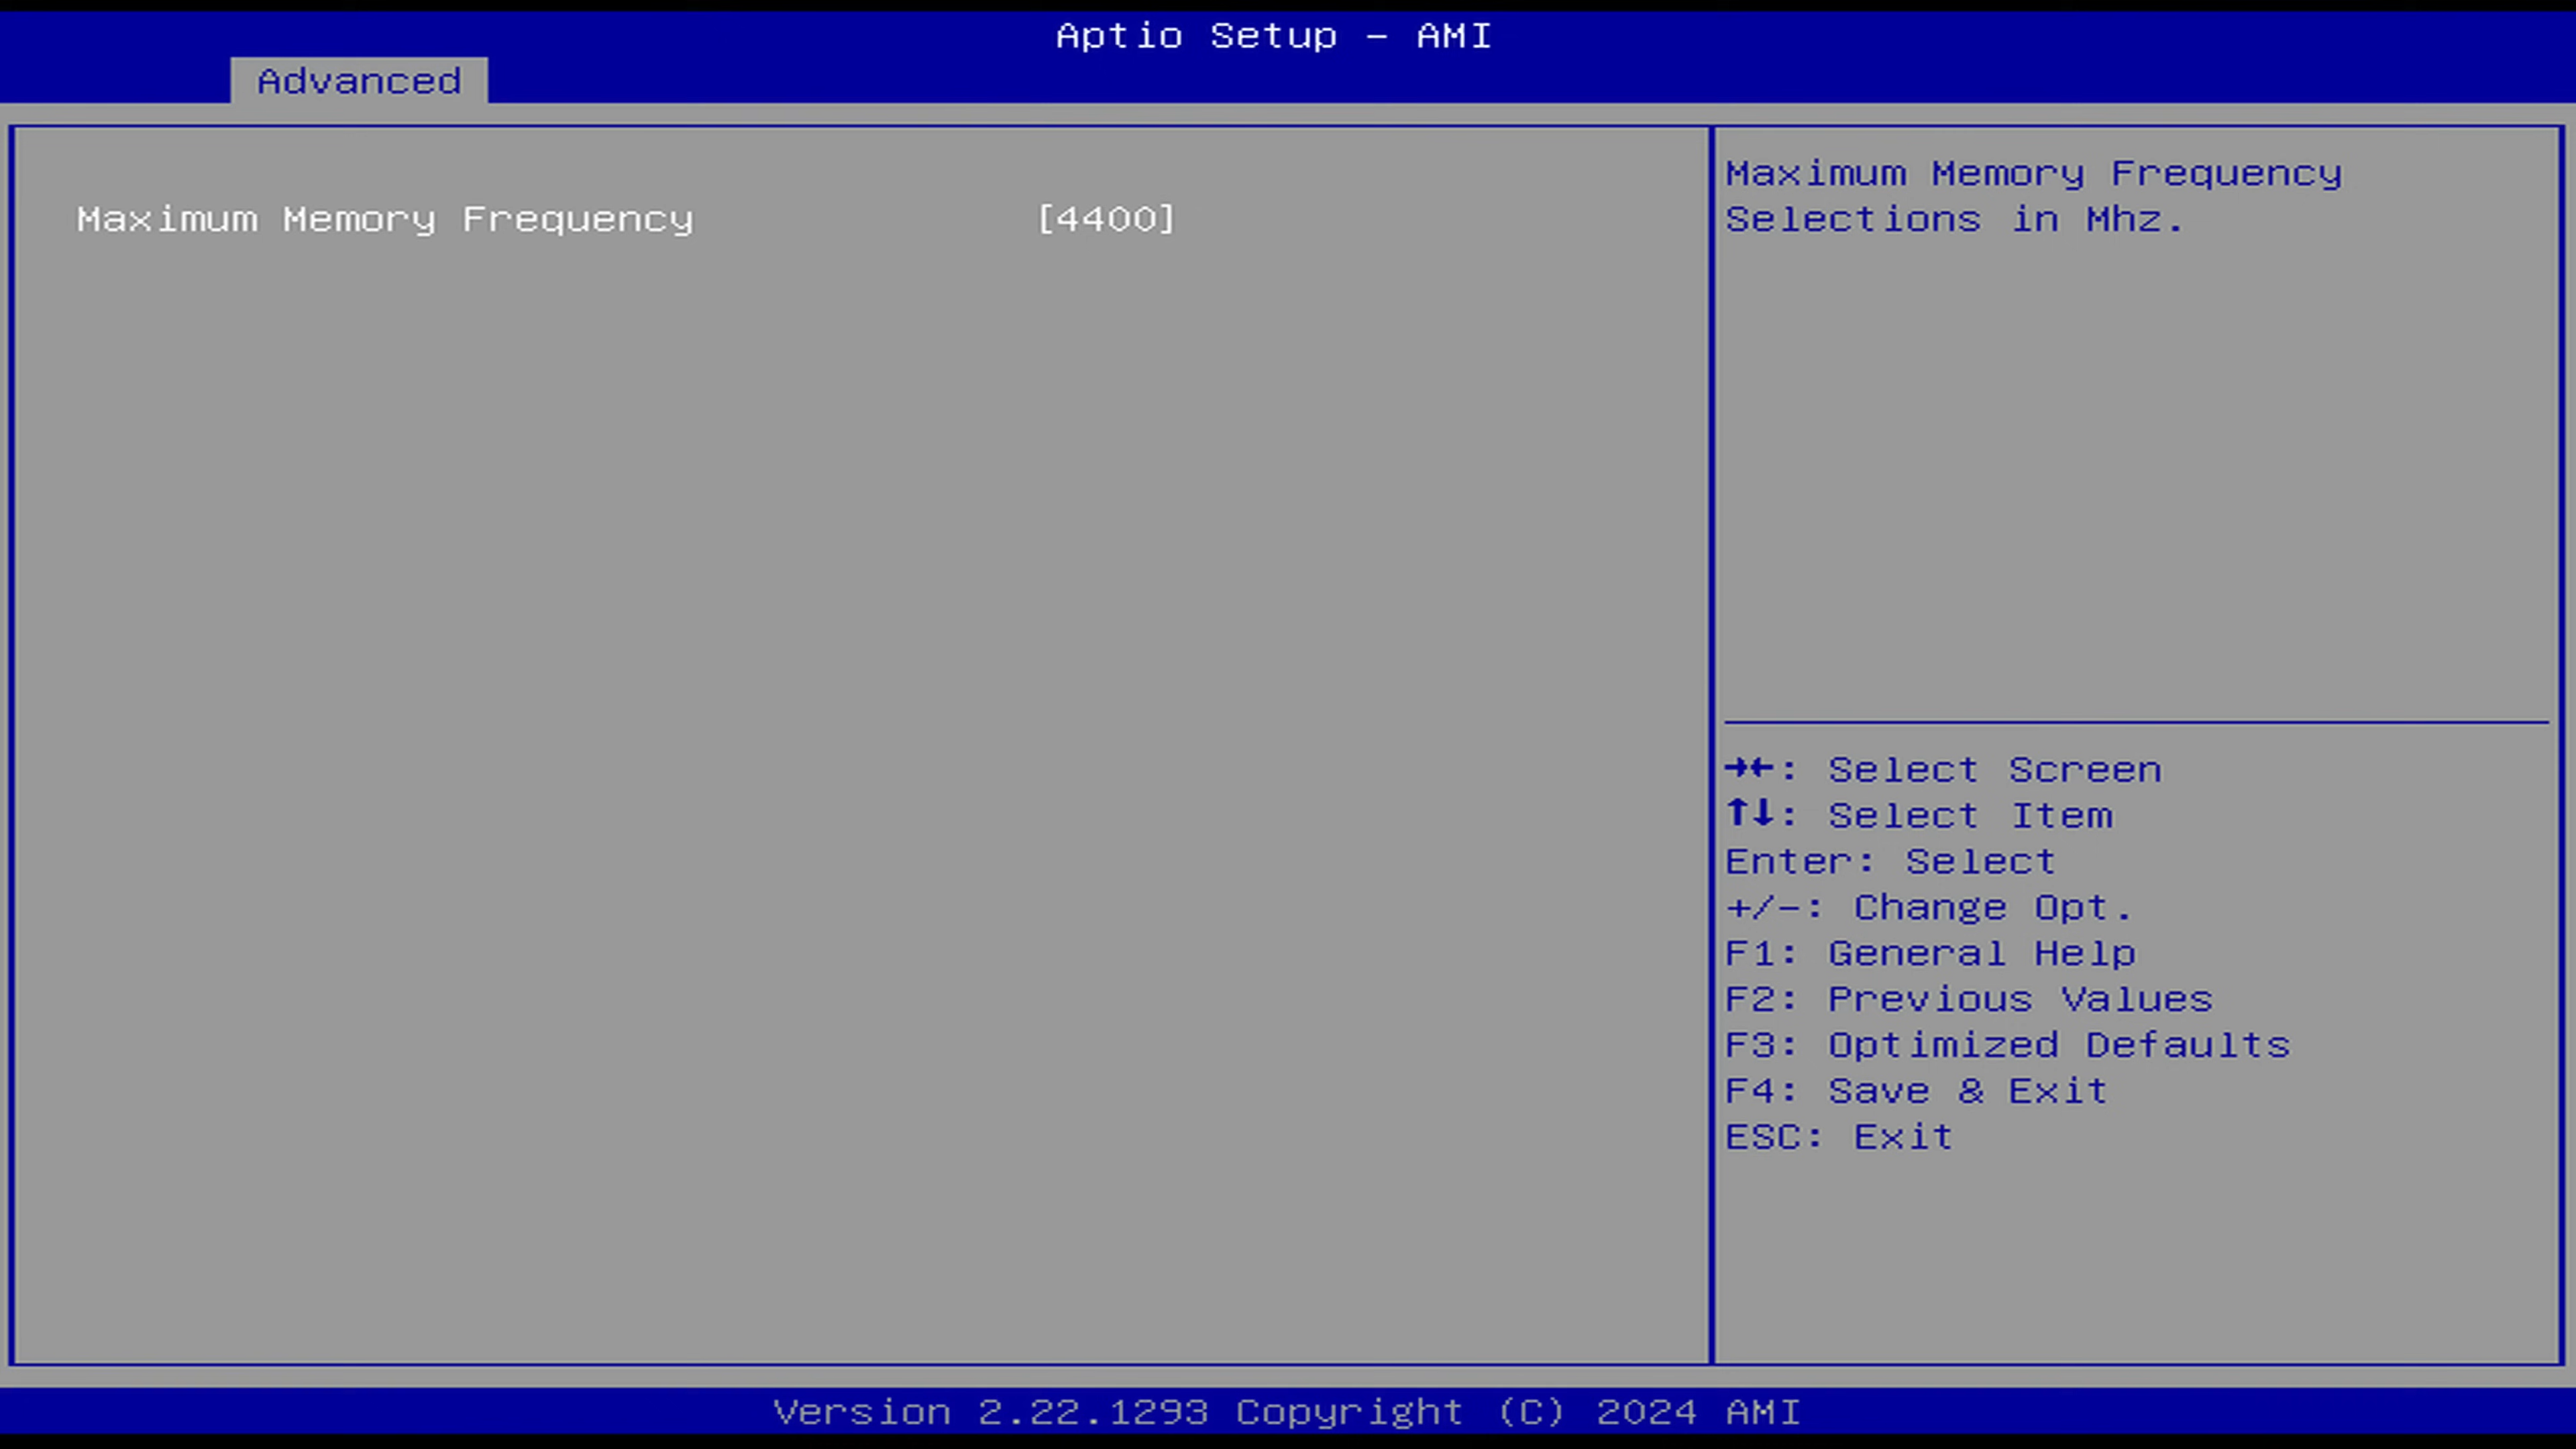 Aptio Setup - AMI
Advanced
Maximum Memory Frequency [4400]
Maximum Memory Frequency
Selections in Mhz.
→←: Select Screen
↑↓: Select Item
Enter: Select
+/-: Change Opt.
F1: General Help
F2: Previous Values
F3: Optimized Defaults
F4: Save & Exit
ESC: Exit
Version 2.22.1293 Copyright (C) 2024 AMI